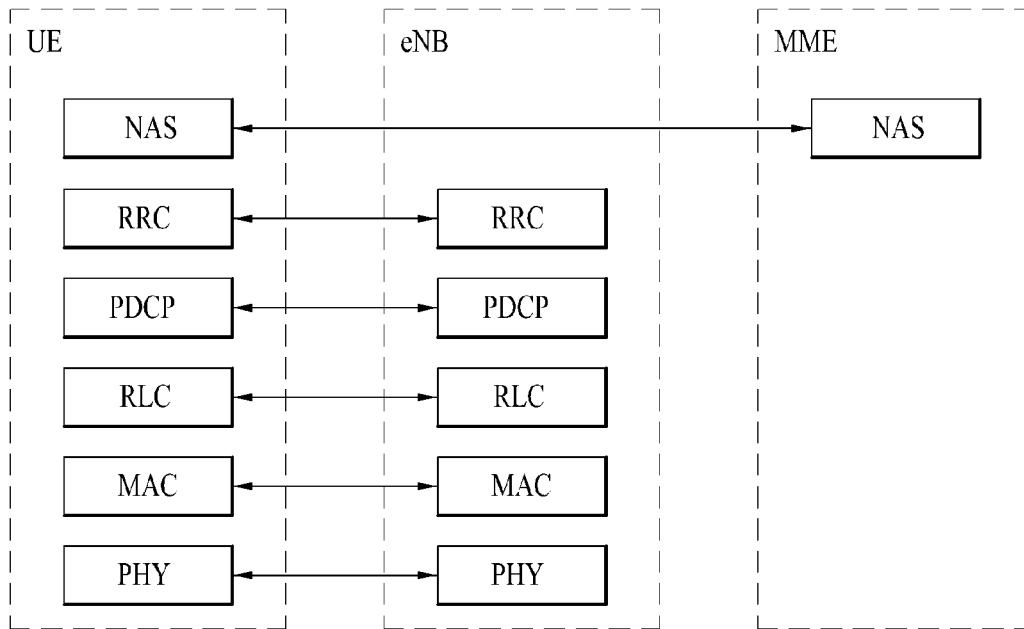 UE eNB MME
NAS NAS
RRC RRC
PDCP PDCP
RLC RLC
MAC MAC
PHY PHY